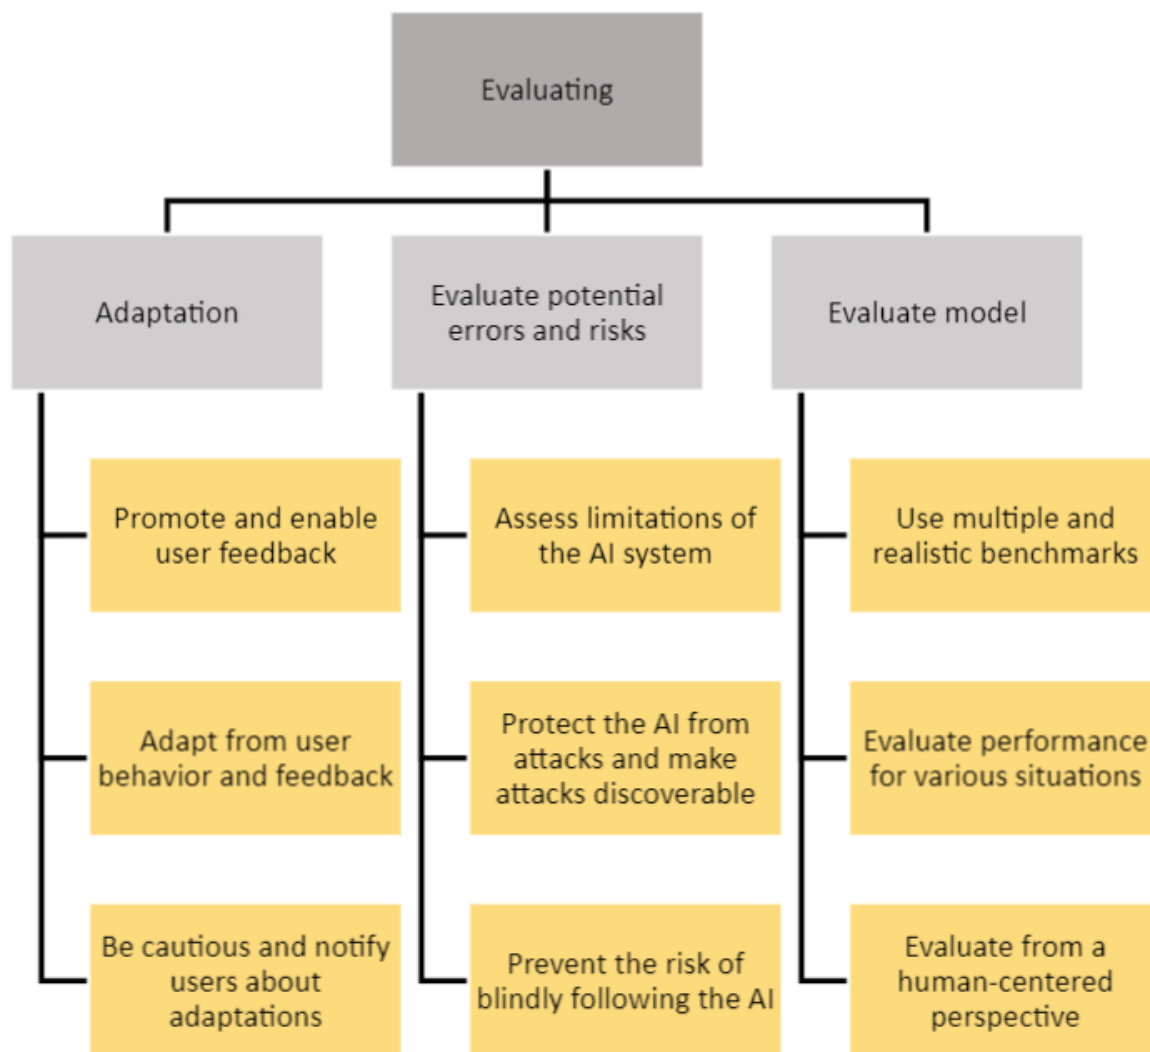 Evaluating
Adaptation
Evaluate potential
errors and risks
Evaluate model
Promote and enable
user feedback
Assess limitations of
the AI system
Use multiple and
realistic benchmarks
Adapt from user
behavior and feedback
Protect the AI from
attacks and make
attacks discoverable
Evaluate performance
for various situations
Be cautious and notify
users about
adaptations
Prevent the risk of
blindly following the AI
Evaluate from a
human-centered
perspective